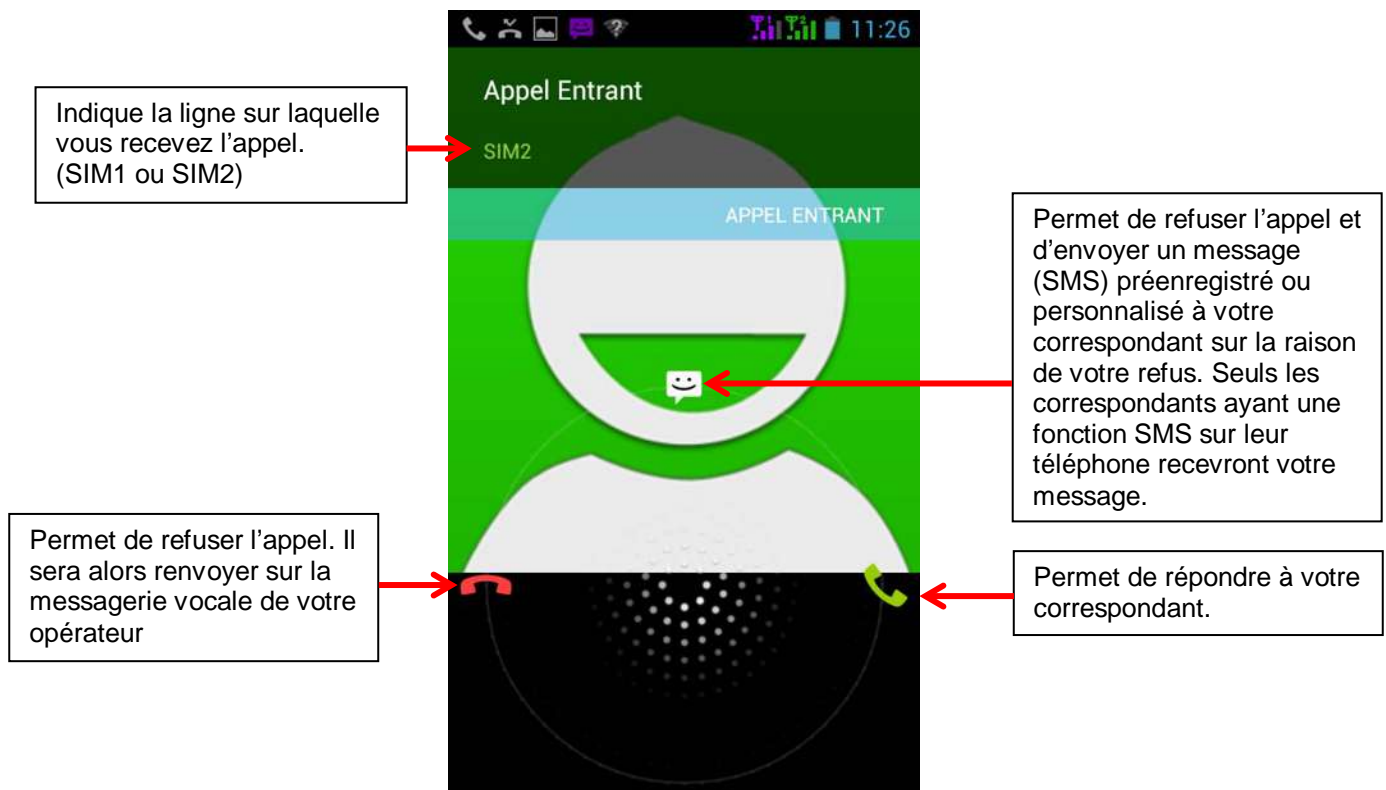 11:26
Appel Entrant
SIM2
APPEL ENTRANT
Indique la ligne sur laquelle
vous recevez l’appel.
(SIM1 ou SIM2)
Permet de refuser l’appel et
d’envoyer un message
(SMS) préenregistré ou
personnalisé à votre
correspondant sur la raison
de votre refus. Seuls les
correspondants ayant une
fonction SMS sur leur
téléphone recevront votre
message.
Permet de refuser l’appel. Il
sera alors renvoyer sur la
messagerie vocale de votre
opérateur
Permet de répondre à votre
correspondant.